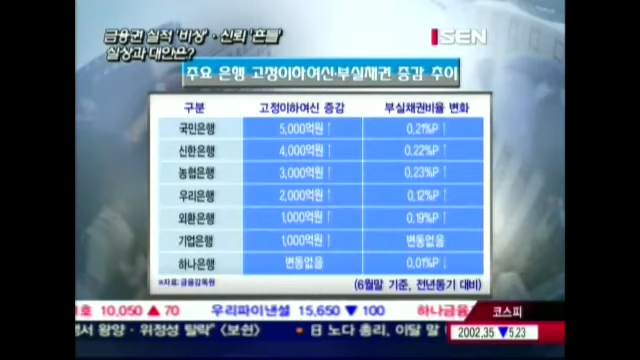 금융권 실적 '비상'·신뢰 '흔들'
실상과 대안은?
SEN
주요 은행 고정이하여신·부실채권 증감 추이
구분 고정이하여신 증감 부실채권비율 변화
국민은행 5,000억원↑ 0.21%P↑
신한은행 4,000억원↑ 0.22%P↑
농협은행 3,000억원↑ 0.23%P↑
우리은행 2,000억원↑ 0.12%P↑
외환은행 1,000억원↑ 0.19%P↑
기업은행 1,000억원↑ 변동없음
하나은행 변동없음 0.01%P↓
※자료: 금융감독원 (6월말 기준, 전년동기 대비)
호 10,050 ▲ 70 우리파이낸셜 15,650 ▼ 100 하나금융 코스피
서 왕양·위정성 탈락" <보쉰> 日 노다 총리, 이달 말 2002.35 ▼5.23